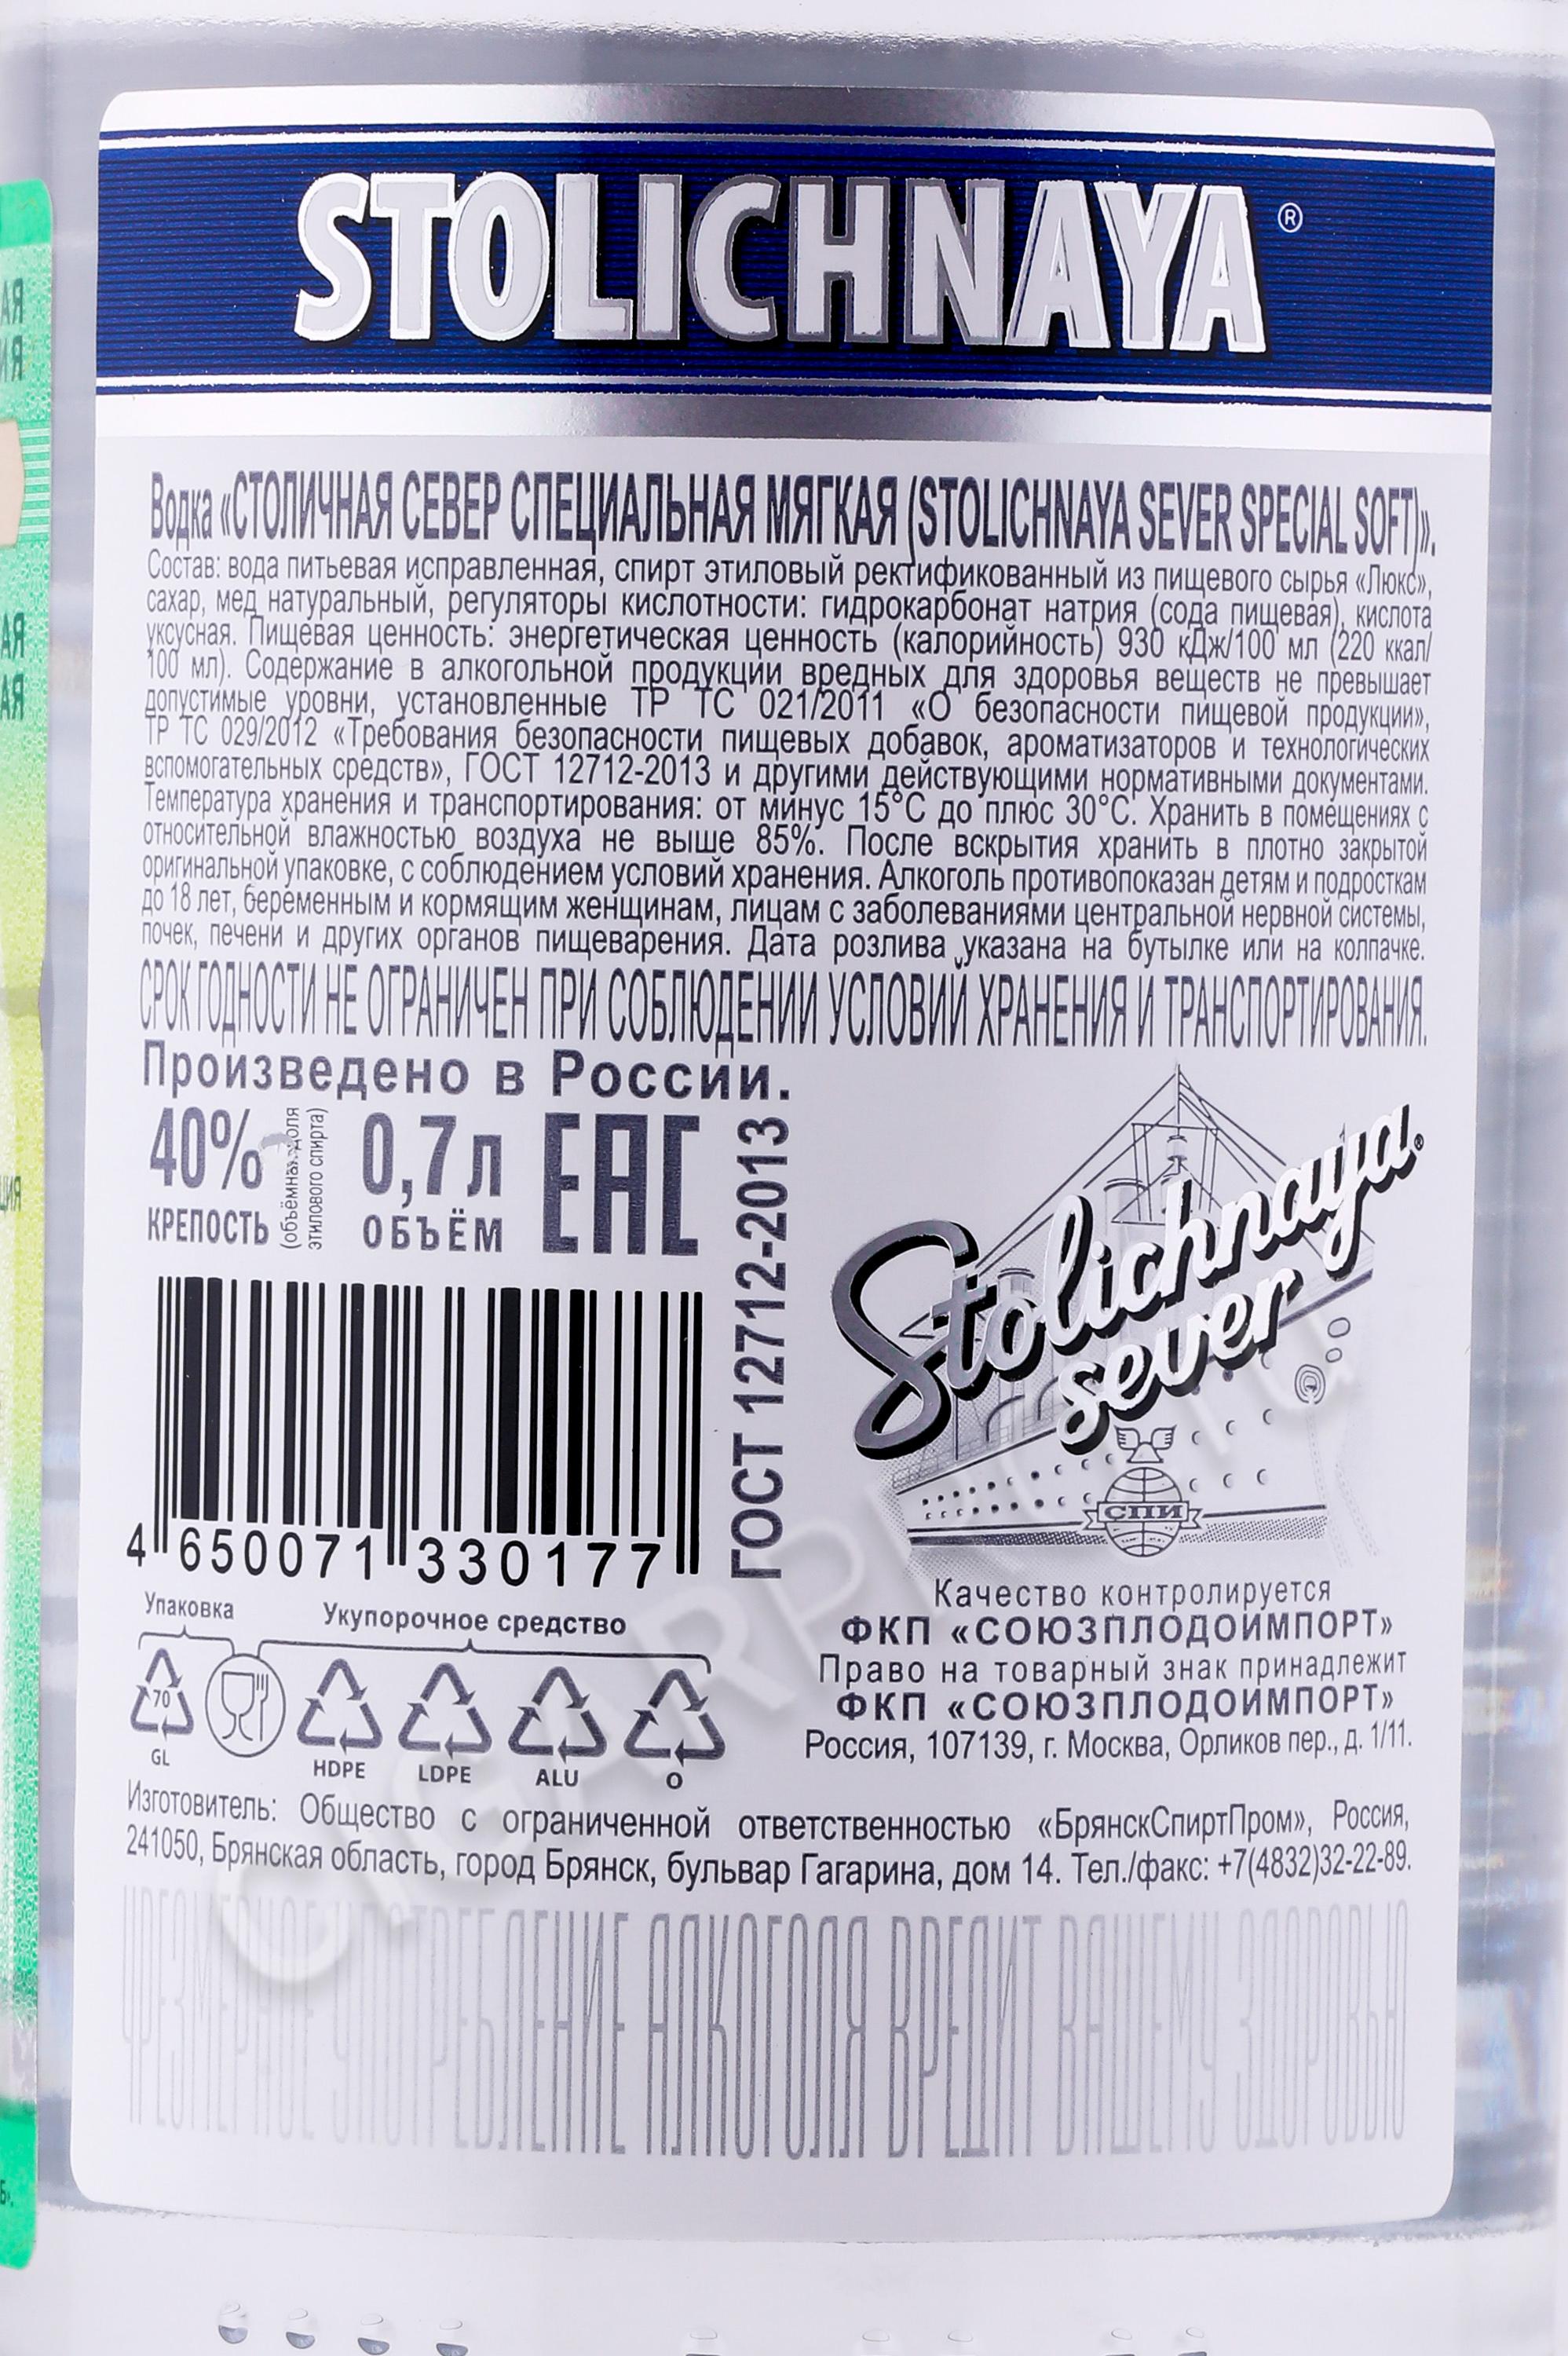 STOLICHNAYA®
Водка «СТОЛИЧНАЯ СЕВЕР СПЕЦИАЛЬНАЯ МЯГКАЯ (STOLICHNAYA SEVER SPECIAL SOFT)».
Состав: вода питьевая исправленная, спирт этиловый ректификованный из пищевого сырья «Люкс»,
сахар, мед натуральный, регуляторы кислотности: гидрокарбонат натрия (сода пищевая), кислота
уксусная. Пищевая ценность: энергетическая ценность (калорийность) 930 кДж/100 мл (220 ккал/
100 мл). Содержание в алкогольной продукции вредных для здоровья веществ не превышает
допустимые уровни, установленные ТР ТС 021/2011 «О безопасности пищевой продукции»,
ТР ТС 029/2012 «Требования безопасности пищевых добавок, ароматизаторов и технологических
вспомогательных средств», ГОСТ 12712-2013 и другими действующими нормативными документами.
Температура хранения и транспортирования: от минус 15°С до плюс 30°С. Хранить в помещениях с
относительной влажностью воздуха не выше 85%. После вскрытия хранить в плотно закрытой
оригинальной упаковке, с соблюдением условий хранения. Алкоголь противопоказан детям и подросткам
до 18 лет, беременным и кормящим женщинам, лицам с заболеваниями центральной нервной системы,
почек, печени и других органов пищеварения. Дата розлива указана на бутылке или на колпачке.
СРОК ГОДНОСТИ НЕ ОГРАНИЧЕН ПРИ СОБЛЮДЕНИИ УСЛОВИЙ ХРАНЕНИЯ И ТРАНСПОРТИРОВАНИЯ.
Произведено в России.
40%
КРЕПОСТЬ
(объёмная доля
этилового спирта)
0,7 л
ОБЪЁМ
ЕАС
ГОСТ 12712-2013
Stolichnaya®
sever
СПИ
4 650071 330177
Упаковка
Укупорочное средство
70
GL
HDPE
LDPE
ALU
O
Качество контролируется
ФКП «СОЮЗПЛОДОИМПОРТ»
Право на товарный знак принадлежит
ФКП «СОЮЗПЛОДОИМПОРТ»
Россия, 107139, г. Москва, Орликов пер., д. 1/11.
Изготовитель: Общество с ограниченной ответственностью «БрянскСпиртПром», Россия,
241050, Брянская область, город Брянск, бульвар Гагарина, дом 14. Тел./факс: +7(4832)32-22-89.
ЧРЕЗМЕРНОЕ УПОТРЕБЛЕНИЕ АЛКОГОЛЯ ВРЕДИТ ВАШЕМУ ЗДОРОВЬЮ